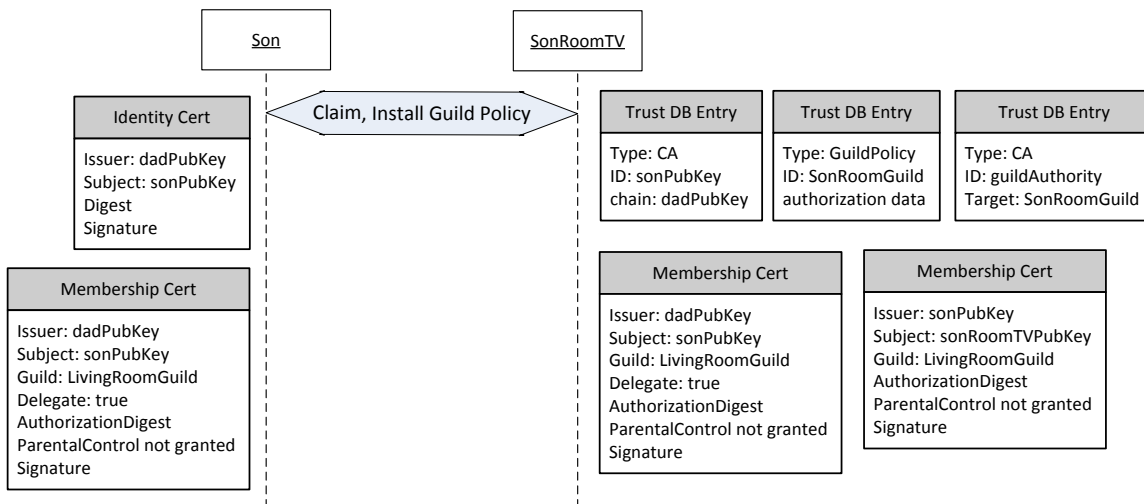 Son
SonRoomTV
Claim, Install Guild Policy
Identity Cert
Issuer: dadPubKey
Subject: sonPubKey
Digest
Signature
Membership Cert
Issuer: dadPubKey
Subject: sonPubKey
Guild: LivingRoomGuild
Delegate: true
AuthorizationDigest
ParentalControl not granted
Signature
Trust DB Entry
Type: CA
ID: sonPubKey
chain: dadPubKey
Trust DB Entry
Type: GuildPolicy
ID: SonRoomGuild
authorization data
Trust DB Entry
Type: CA
ID: guildAuthority
Target: SonRoomGuild
Membership Cert
Issuer: dadPubKey
Subject: sonPubKey
Guild: LivingRoomGuild
Delegate: true
AuthorizationDigest
ParentalControl not granted
Signature
Membership Cert
Issuer: sonPubKey
Subject: sonRoomTVPubKey
Guild: LivingRoomGuild
AuthorizationDigest
ParentalControl not granted
Signature